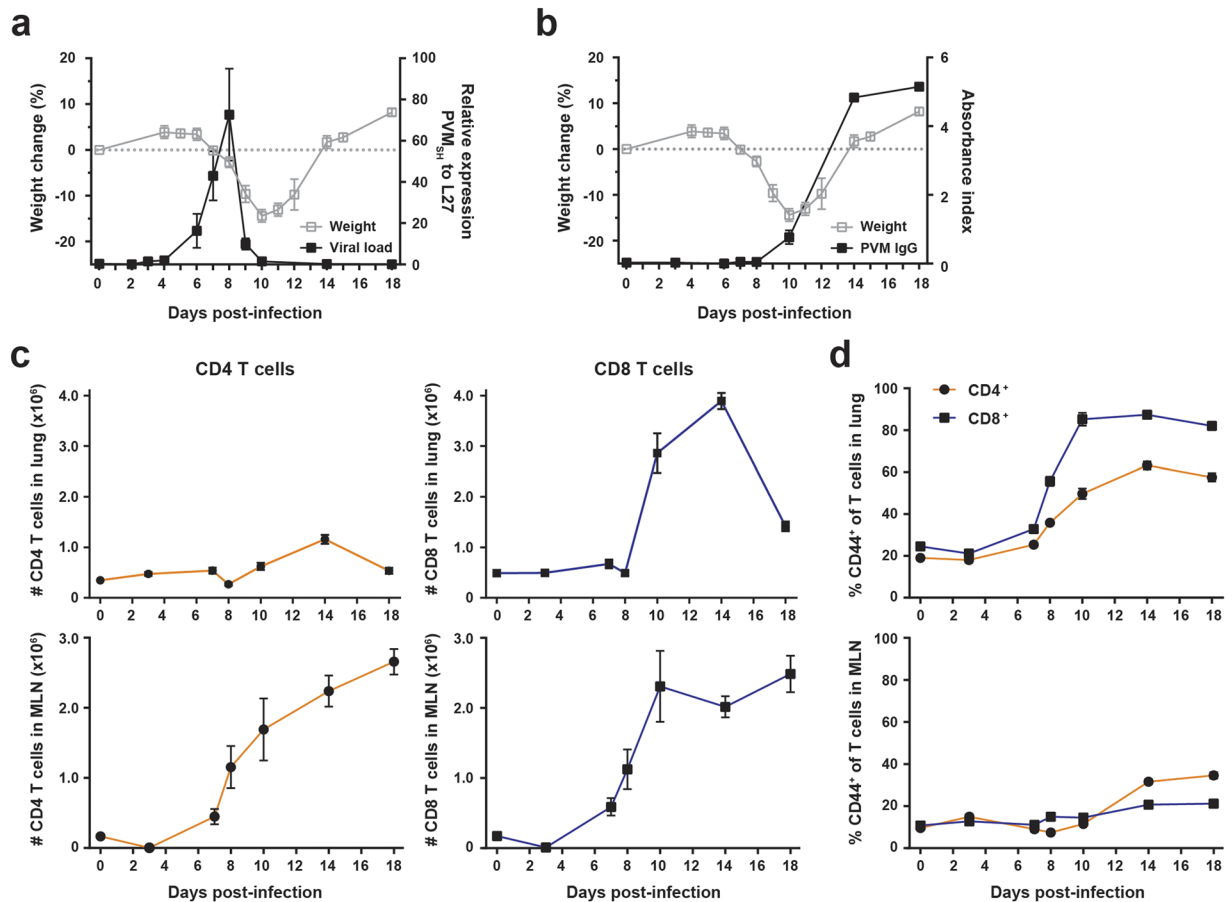 a
20
10
0
-10
-20
Weight change (%)
100
80
60
40
20
0
Relative expression
PVMSH to L27
Weight
Viral load
0 2 4 6 8 10 12 14 16 18
Days post-infection
b
20
10
0
-10
-20
Weight change (%)
6
4
2
0
Absorbance index
Weight
PVM IgG
0 2 4 6 8 10 12 14 16 18
Days post-infection
c
CD4 T cells
4.0
3.0
2.0
1.0
0
# CD4 T cells in lung (x10⁶)
0 2 4 6 8 10 12 14 16 18
CD8 T cells
4.0
3.0
2.0
1.0
0
# CD8 T cells in lung (x10⁶)
0 2 4 6 8 10 12 14 16 18
3.0
2.0
1.0
0
# CD4 T cells in MLN (x10⁶)
0 2 4 6 8 10 12 14 16 18
Days post-infection
3.0
2.0
1.0
0
# CD8 T cells in MLN (x10⁶)
0 2 4 6 8 10 12 14 16 18
Days post-infection
d
100
80
60
40
20
0
% CD44⁺ of T cells in lung
CD4⁺
CD8⁺
0 2 4 6 8 10 12 14 16 18
100
80
60
40
20
0
% CD44⁺ of T cells in MLN
0 2 4 6 8 10 12 14 16 18
Days post-infection